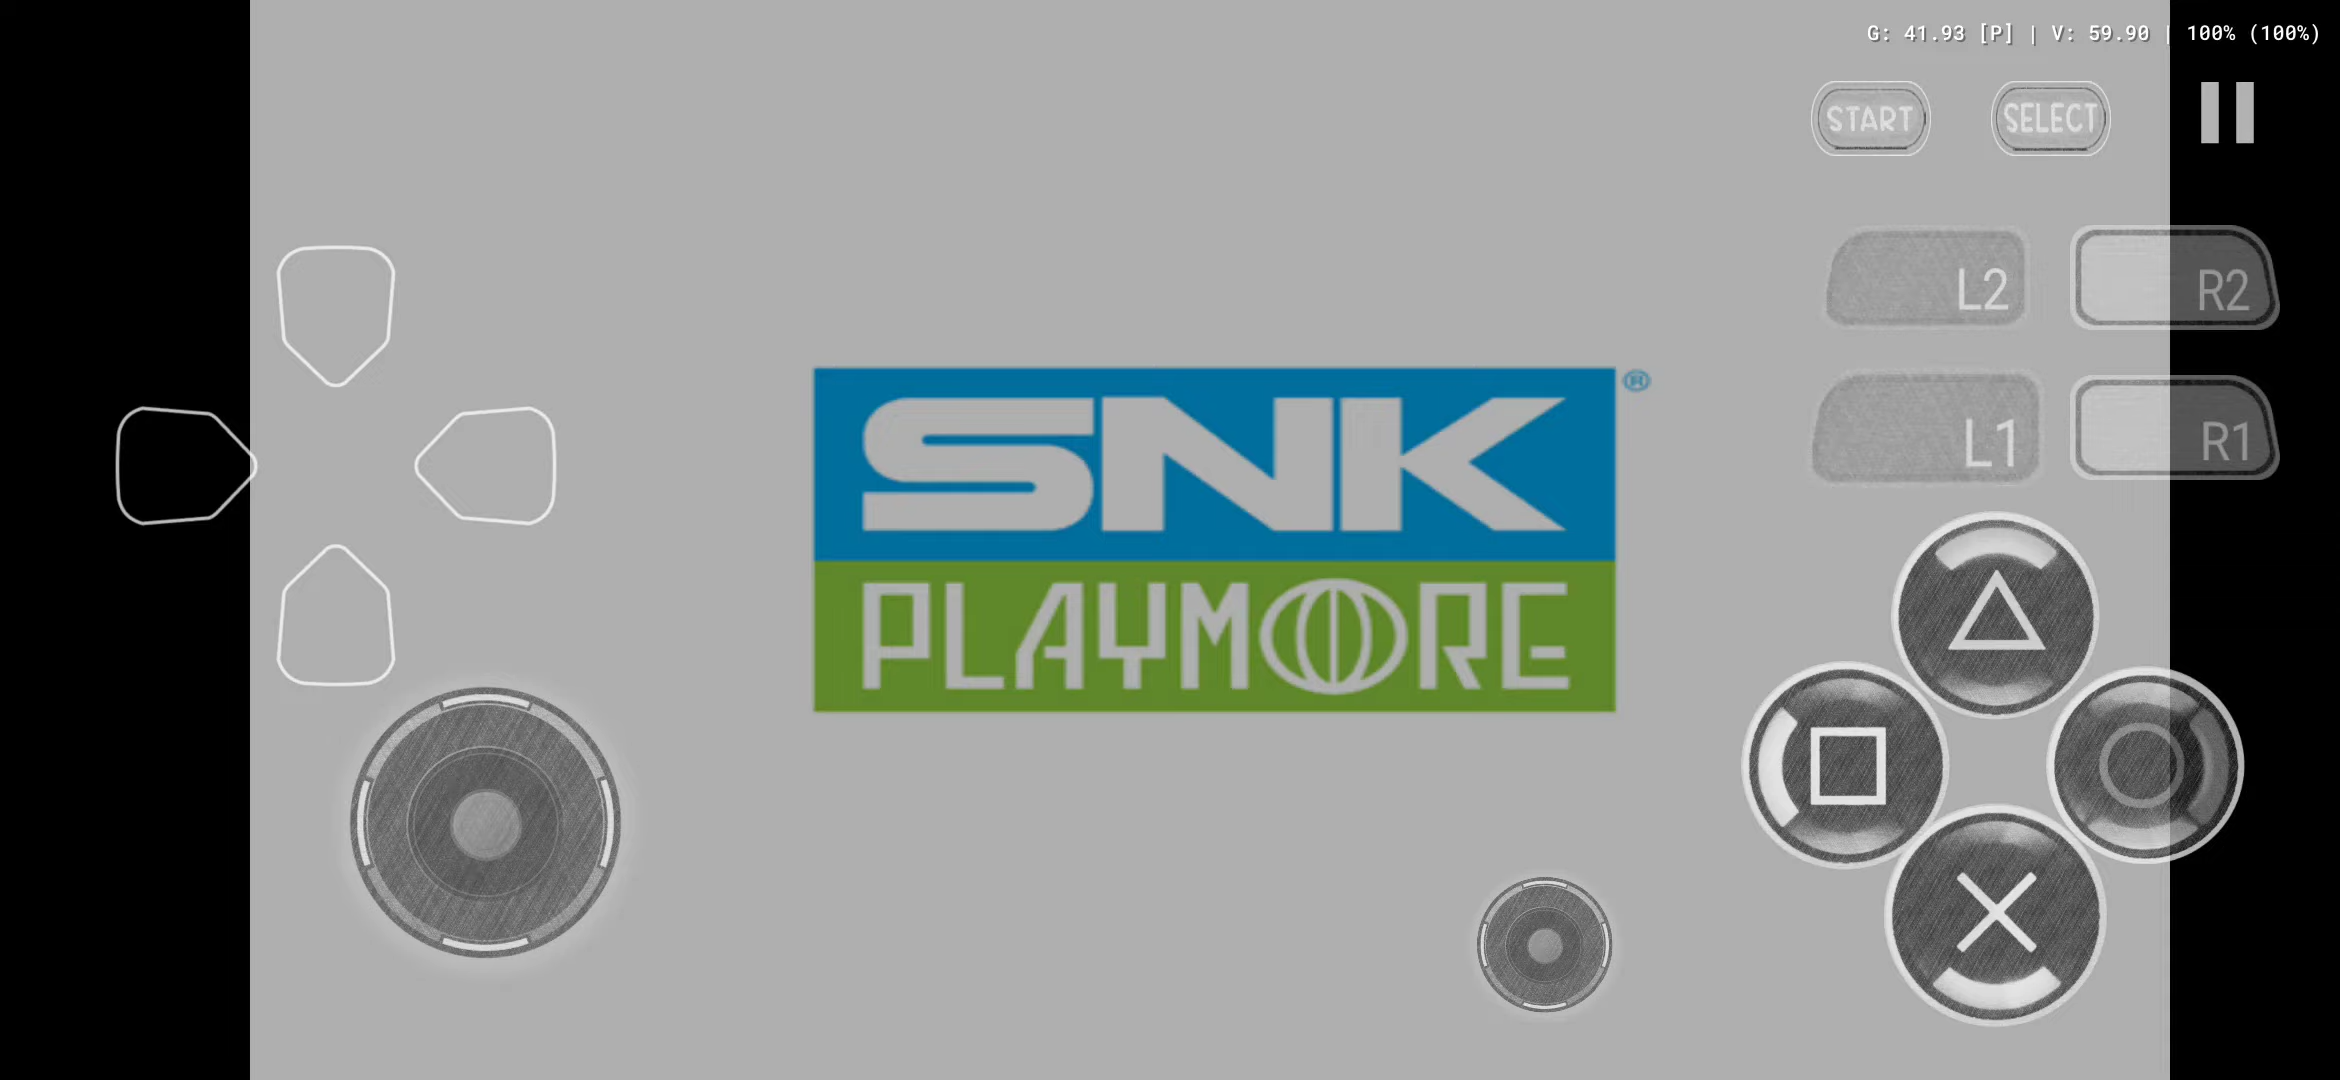 G: 41.93 [P] | V: 59.90 | 100% (100%)
START SELECT
L2 R2
L1 R1
SNK®
PLAYMORE